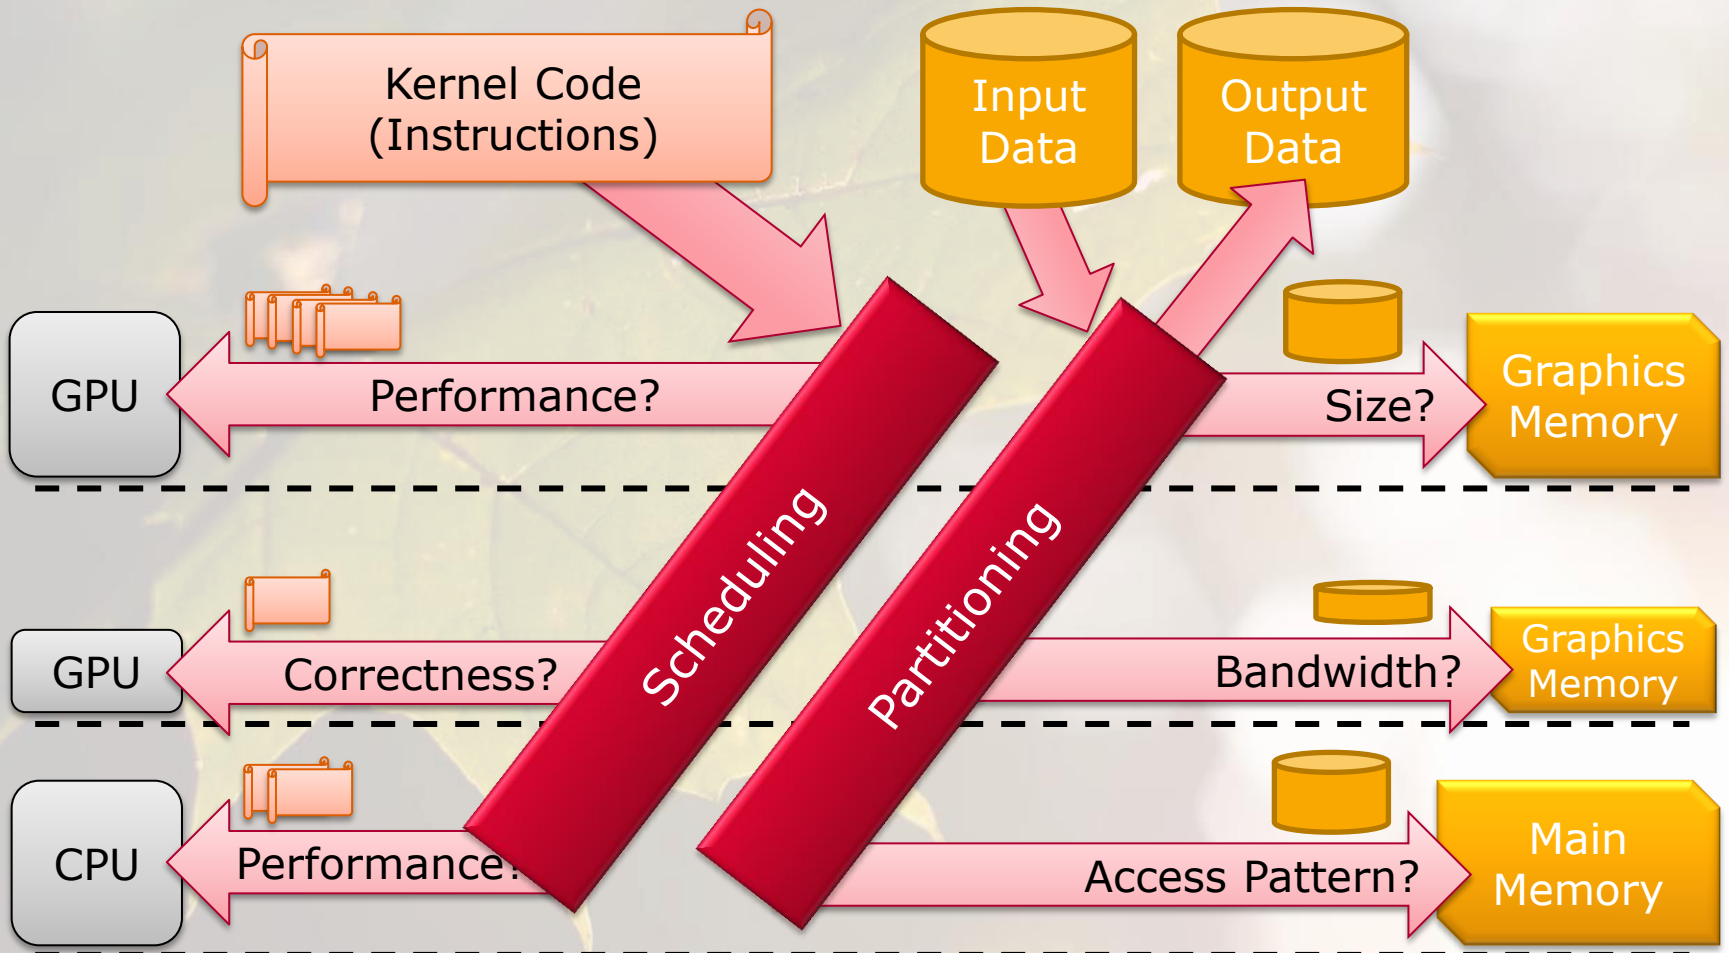 Kernel Code
(Instructions)
Input
Data
Output
Data
GPU
Performance?
Size?
Graphics
Memory
Scheduling
Partitioning
GPU
Correctness?
Bandwidth?
Graphics
Memory
CPU
Performance?
Access Pattern?
Main
Memory